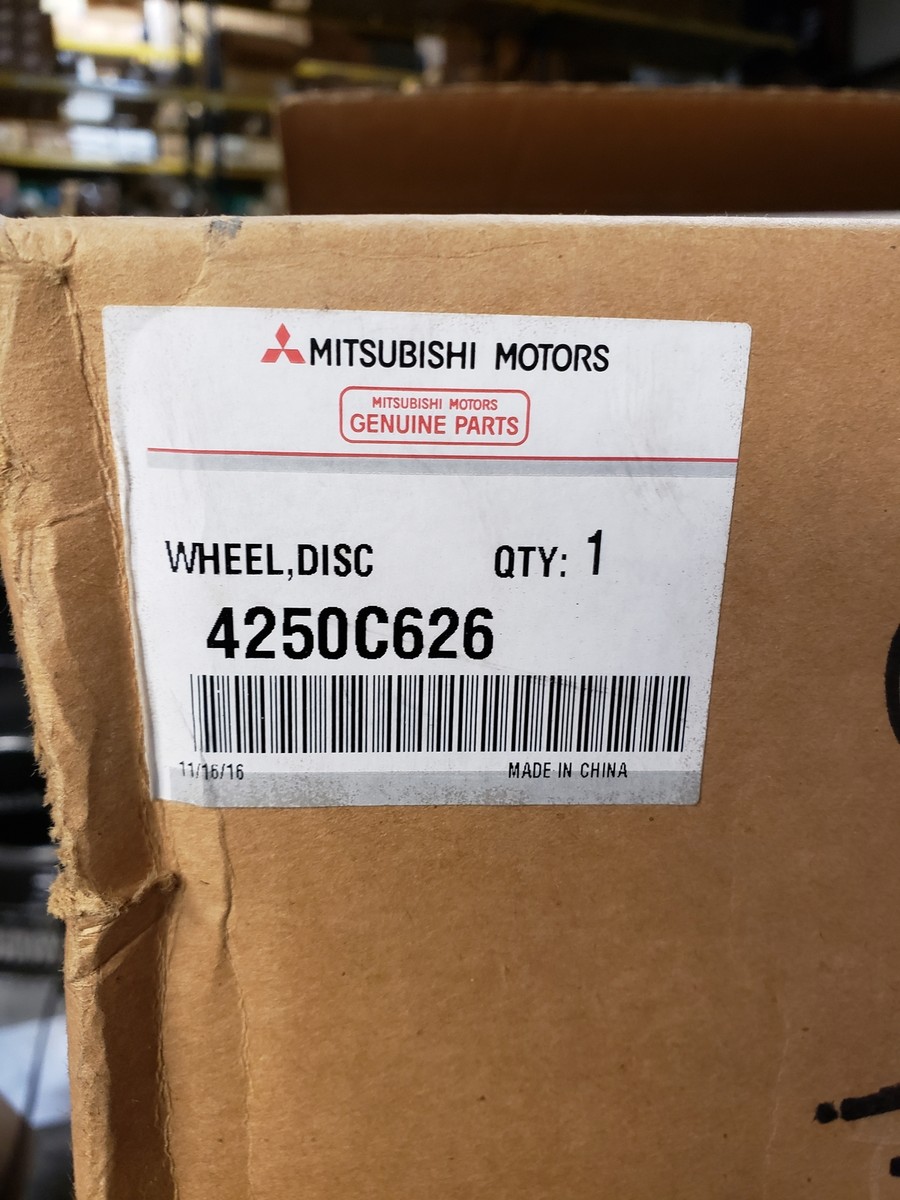 MITSUBISHI MOTORS
MITSUBISHI MOTORS
GENUINE PARTS
WHEEL,DISC QTY: 1
4250C626
11/16/16 MADE IN CHINA